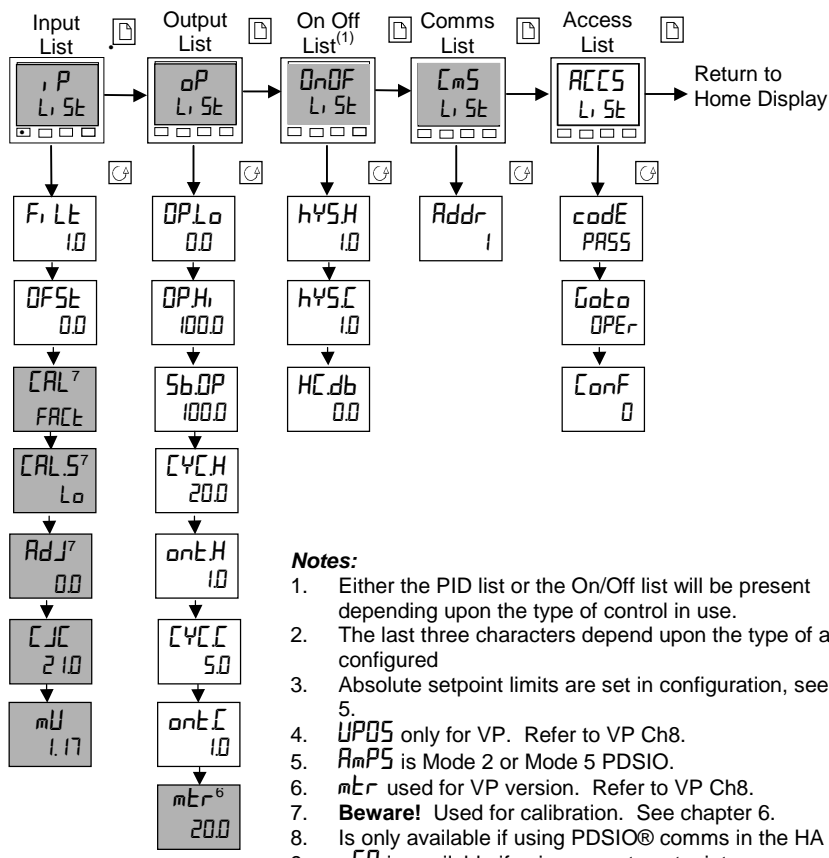 Input List
Output List
On Off List(1)
Comms List
Access List
iP LiSt
oP LiSt
OnOF LiSt
CmS LiSt
ACCS LiSt
Return to
Home Display
FiLt
1.0
OFSt
0.0
CAL7
FACt
CAL.S7
Lo
AdJ7
0.0
CJC
21.0
mV
1.17
OP.Lo
0.0
OP.Hi
100.0
Sb.OP
100.0
CYC.H
20.0
ont.H
1.0
CYC.C
5.0
ont.C
1.0
mtr6
20.0
hYS.H
1.0
hYS.C
1.0
HC.db
0.0
Addr
1
codE
PASS
Goto
OPEr
ConF
0
Notes:
1. Either the PID list or the On/Off list will be present
depending upon the type of control in use.
2. The last three characters depend upon the type of a
configured
3. Absolute setpoint limits are set in configuration, see
5.
4. VPOS only for VP. Refer to VP Ch8.
5. AmPS is Mode 2 or Mode 5 PDSIO.
6. mtr used for VP version. Refer to VP Ch8.
7. Beware! Used for calibration. See chapter 6.
8. Is only available if using PDSIO® comms in the HA